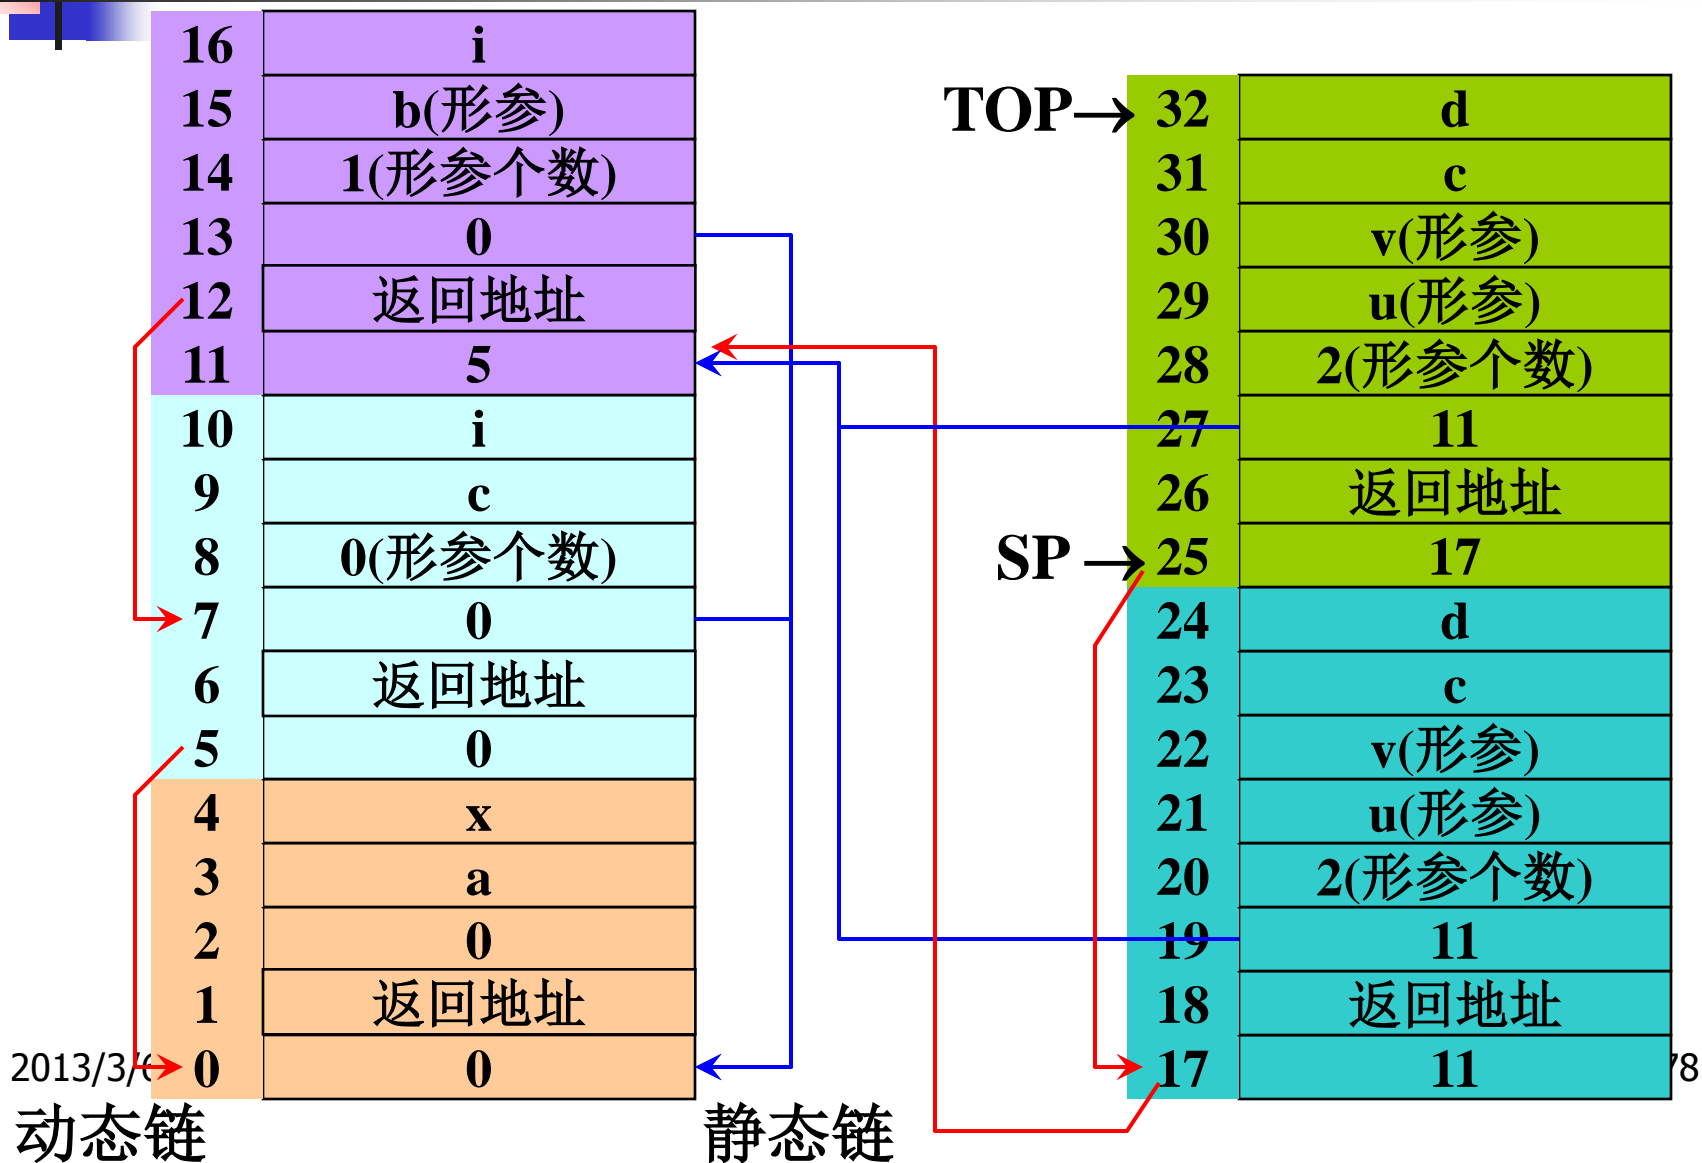 16 i
15 b(形参)
14 1(形参个数)
13 0
12 返回地址
11 5
10 i
9 c
8 0(形参个数)
7 0
6 返回地址
5 0
4 x
3 a
2 0
1 返回地址
0 0
TOP→ 32 d
31 c
30 v(形参)
29 u(形参)
28 2(形参个数)
27 11
26 返回地址
SP → 25 17
24 d
23 c
22 v(形参)
21 u(形参)
20 2(形参个数)
19 11
18 返回地址
17 11
2013/3/6
78
动态链
静态链